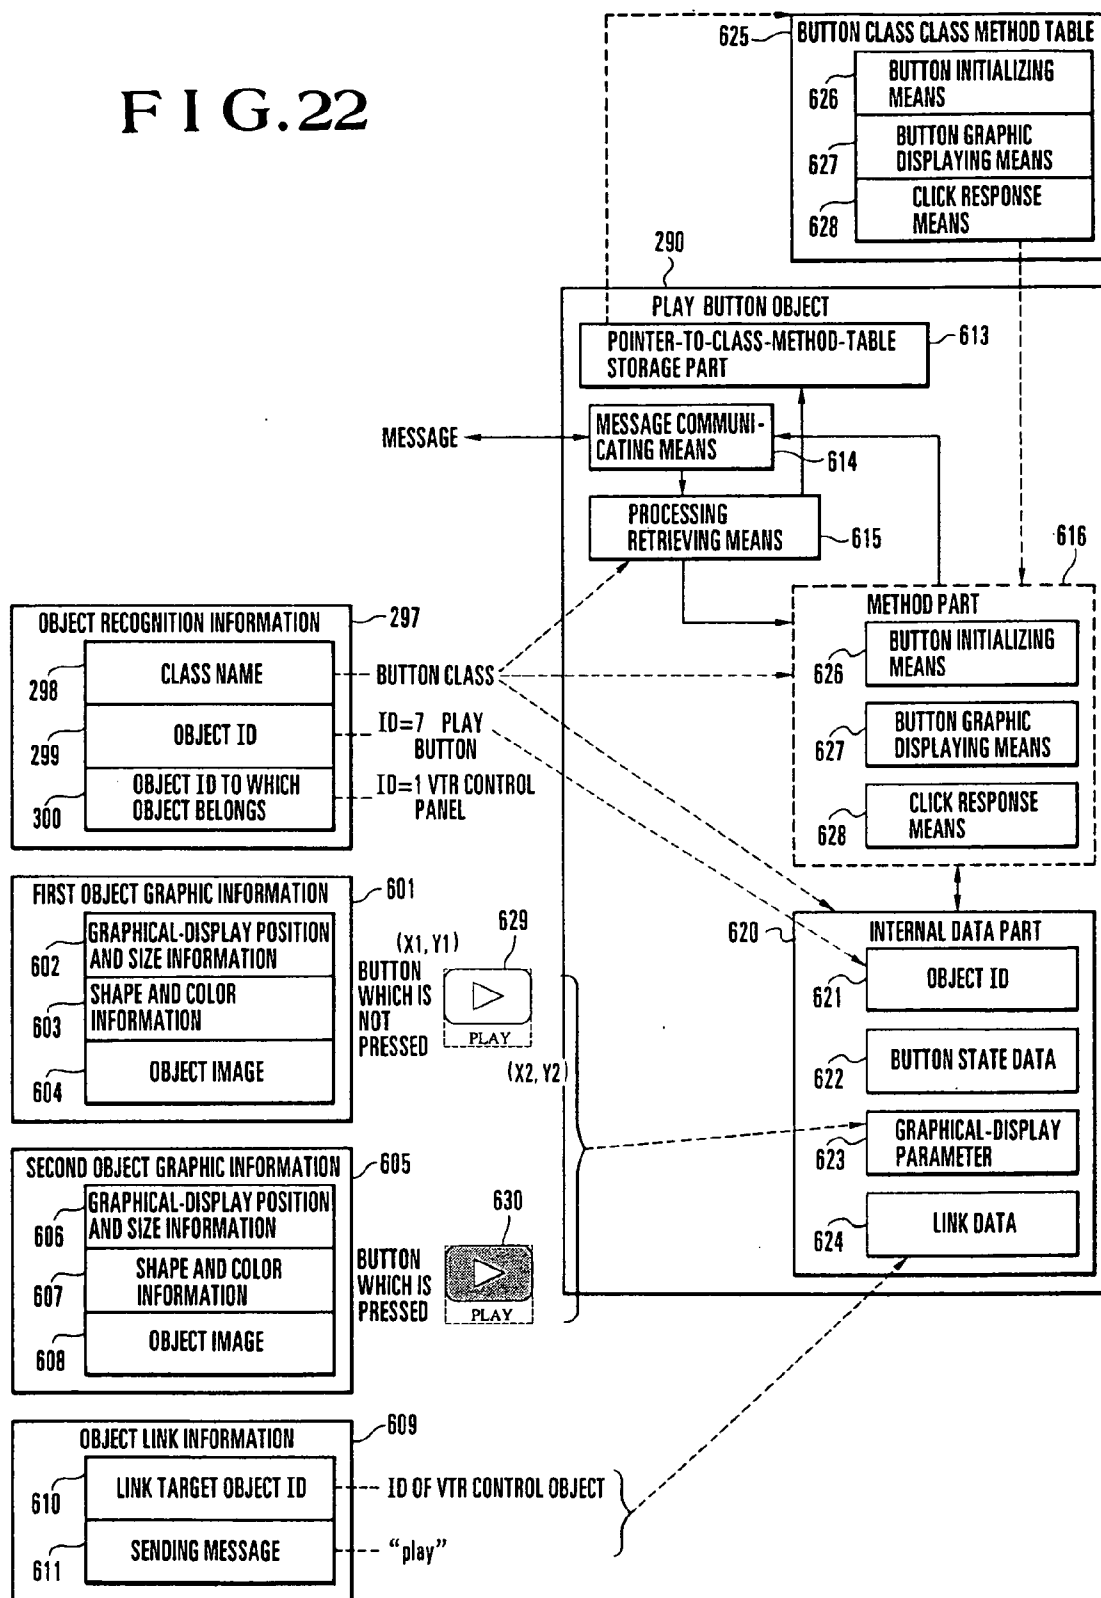 FIG.22
625
BUTTON CLASS CLASS METHOD TABLE
626
BUTTON INITIALIZING
MEANS
627
BUTTON GRAPHIC
DISPLAYING MEANS
628
CLICK RESPONSE
MEANS
290
PLAY BUTTON OBJECT
POINTER-TO-CLASS-METHOD-TABLE
STORAGE PART
613
MESSAGE
MESSAGE COMMUNI-
CATING MEANS
614
PROCESSING
RETRIEVING MEANS
615
616
METHOD PART
626
BUTTON INITIALIZING
MEANS
627
BUTTON GRAPHIC
DISPLAYING MEANS
628
CLICK RESPONSE
MEANS
620
INTERNAL DATA PART
621
OBJECT ID
622
BUTTON STATE DATA
623
GRAPHICAL-DISPLAY
PARAMETER
624
LINK DATA
OBJECT RECOGNITION INFORMATION
297
298
CLASS NAME
BUTTON CLASS
299
OBJECT ID
ID=7 PLAY
BUTTON
300
OBJECT ID TO WHICH
OBJECT BELONGS
ID=1 VTR CONTROL
PANEL
FIRST OBJECT GRAPHIC INFORMATION
601
602
GRAPHICAL-DISPLAY POSITION
AND SIZE INFORMATION
603
SHAPE AND COLOR
INFORMATION
604
OBJECT IMAGE
(X1, Y1)
BUTTON
WHICH IS
NOT
PRESSED
629
PLAY
(X2, Y2)
SECOND OBJECT GRAPHIC INFORMATION
605
606
GRAPHICAL-DISPLAY POSITION
AND SIZE INFORMATION
607
SHAPE AND COLOR
INFORMATION
608
OBJECT IMAGE
BUTTON
WHICH IS
PRESSED
630
PLAY
OBJECT LINK INFORMATION
609
610
LINK TARGET OBJECT ID
ID OF VTR CONTROL OBJECT
611
SENDING MESSAGE
"play"